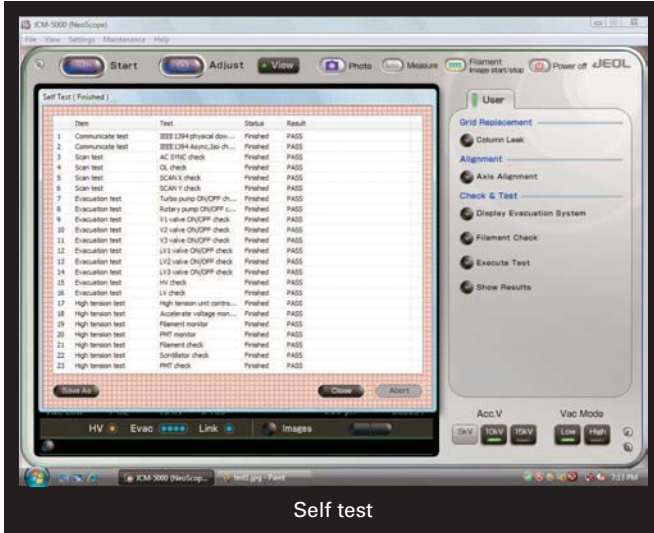 JCM-5000 (NeoScope)
File View Settings Maintenance Help
Start Adjust View Photo Measure Filament Image start/stop Power off JEOL
Self Test ( Finished )
Item Test Status Result
1 Communicate test IEEE1394 physical dow... Finished PASS
2 Communicate test IEEE1394 Async,Iso ch... Finished PASS
3 Scan test AC SYNC check Finished PASS
4 Scan test OL check Finished PASS
5 Scan test SCAN X check Finished PASS
6 Scan test SCAN Y check Finished PASS
7 Evacuation test Turbo pump ON/OFF ch... Finished PASS
8 Evacuation test Rotary pump ON/OFF c... Finished PASS
9 Evacuation test V1 valve ON/OFF check Finished PASS
10 Evacuation test V2 valve ON/OFF check Finished PASS
11 Evacuation test V3 valve ON/OFF check Finished PASS
12 Evacuation test LV1 valve ON/OFF check Finished PASS
13 Evacuation test LV2 valve ON/OFF check Finished PASS
14 Evacuation test LV3 valve ON/OFF check Finished PASS
15 Evacuation test HV check Finished PASS
16 Evacuation test LV check Finished PASS
17 High tension test High tension unit contro... Finished PASS
18 High tension test Accelerate voltage mon... Finished PASS
19 High tension test Filament monitor Finished PASS
20 High tension test PMT monitor Finished PASS
21 High tension test Filament check Finished PASS
22 High tension test Scintillator check Finished PASS
23 High tension test PMT check Finished PASS
Save As Close Abort
User
Grid Replacement
Column Leak
Alignment
Axis Alignment
Check & Test
Display Evacuation System
Filament Check
Execute Test
Show Results
HV Evac Link Images
Acc.V Vac Mode
5kV 10kV 15kV Low High
JCM-5000 (NeoScop... test1.jpg - Paint 7:13 PM
Self test